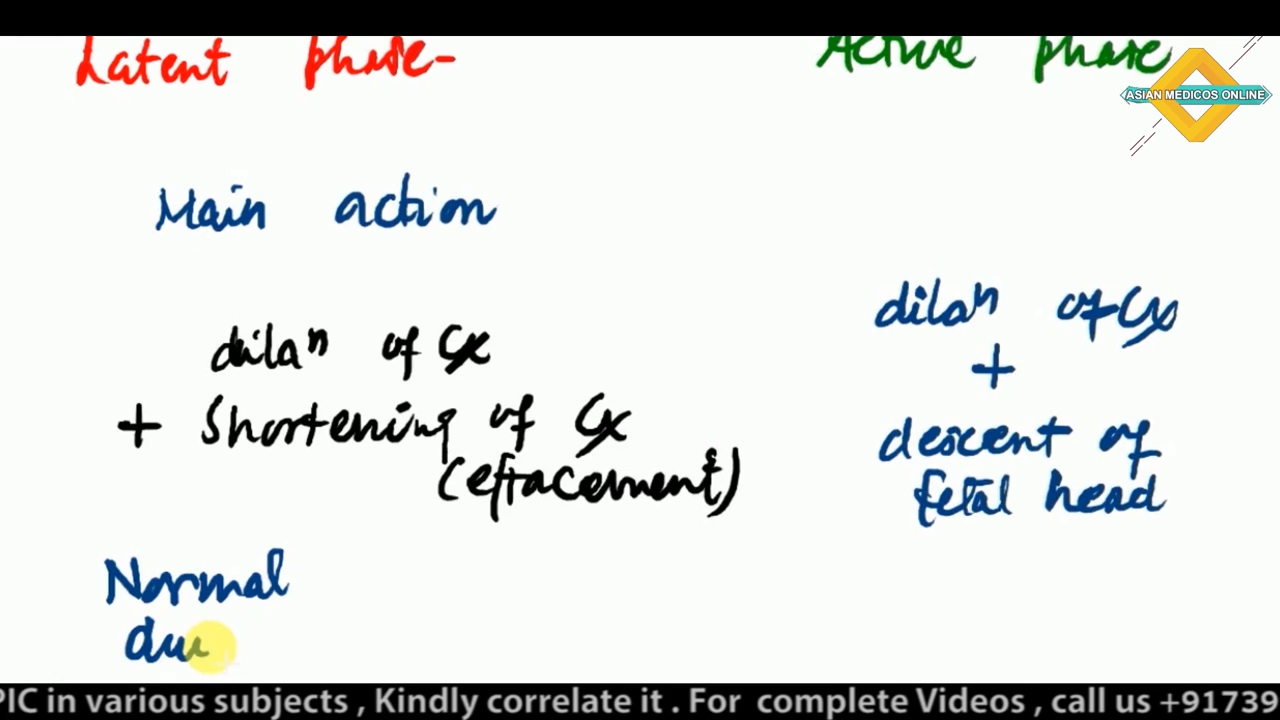 Latent phase-
Active phase
ASIAN MEDICOS ONLINE
Main action
dilaⁿ of Cx
+ Shortening of Cx
(effacement)
dilaⁿ of Cx
+
descent of
fetal head
Normal
du
PIC in various subjects , Kindly correlate it . For complete Videos , call us +91739